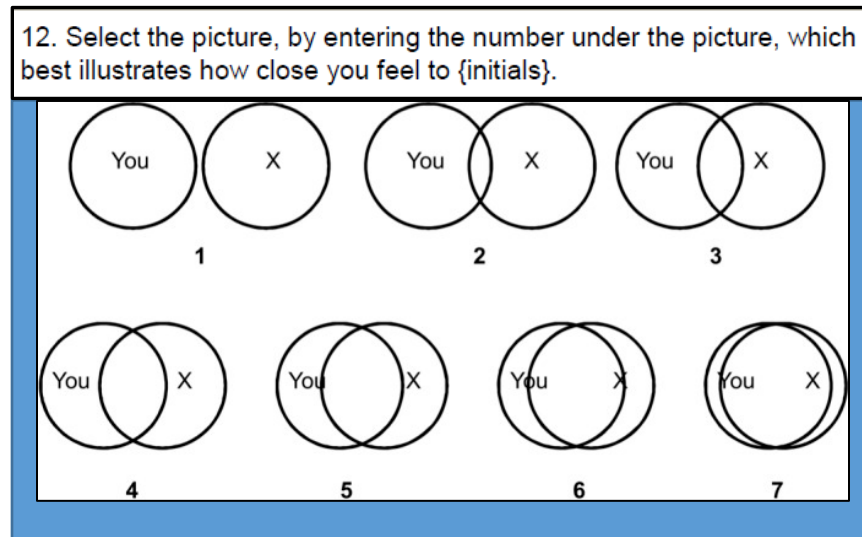 12. Select the picture, by entering the number under the picture, which
best illustrates how close you feel to {initials}.
You X You X You X
1 2 3
You X You X You X You X
4 5 6 7